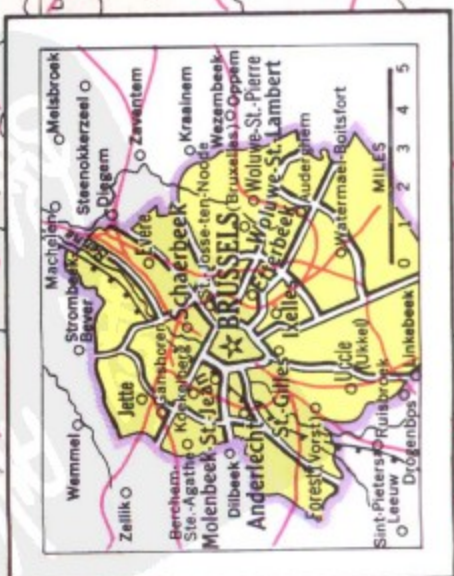 Melsbroek
Machelen
Steenokkerzeel
Wemmel
Strombeek-
Bever
Diegem
Zellik
Jette
Zaventem
Evere
Ganshoren
Berchem-
Ste.-Agathe
Koekelberg
Schaerbeek
Kraainem
Molenbeek-St.-Jean
St.-Josse-ten-Noode
Wezembeek
Oppem
Dilbeek
BRUSSELS
(Bruxelles)
Woluwe-St.-Pierre
Anderlecht
Etterbeek
Woluwe-St.-Lambert
St.-Gilles
Ixelles
Auderghem
Forest (Vorst)
Uccle
(Ukkel)
Watermael-Boitsfort
Sint-Pieters-
Leeuw
Ruisbroek
Drogenbos
Linkebeek
MILES
0 1 2 3 4 5